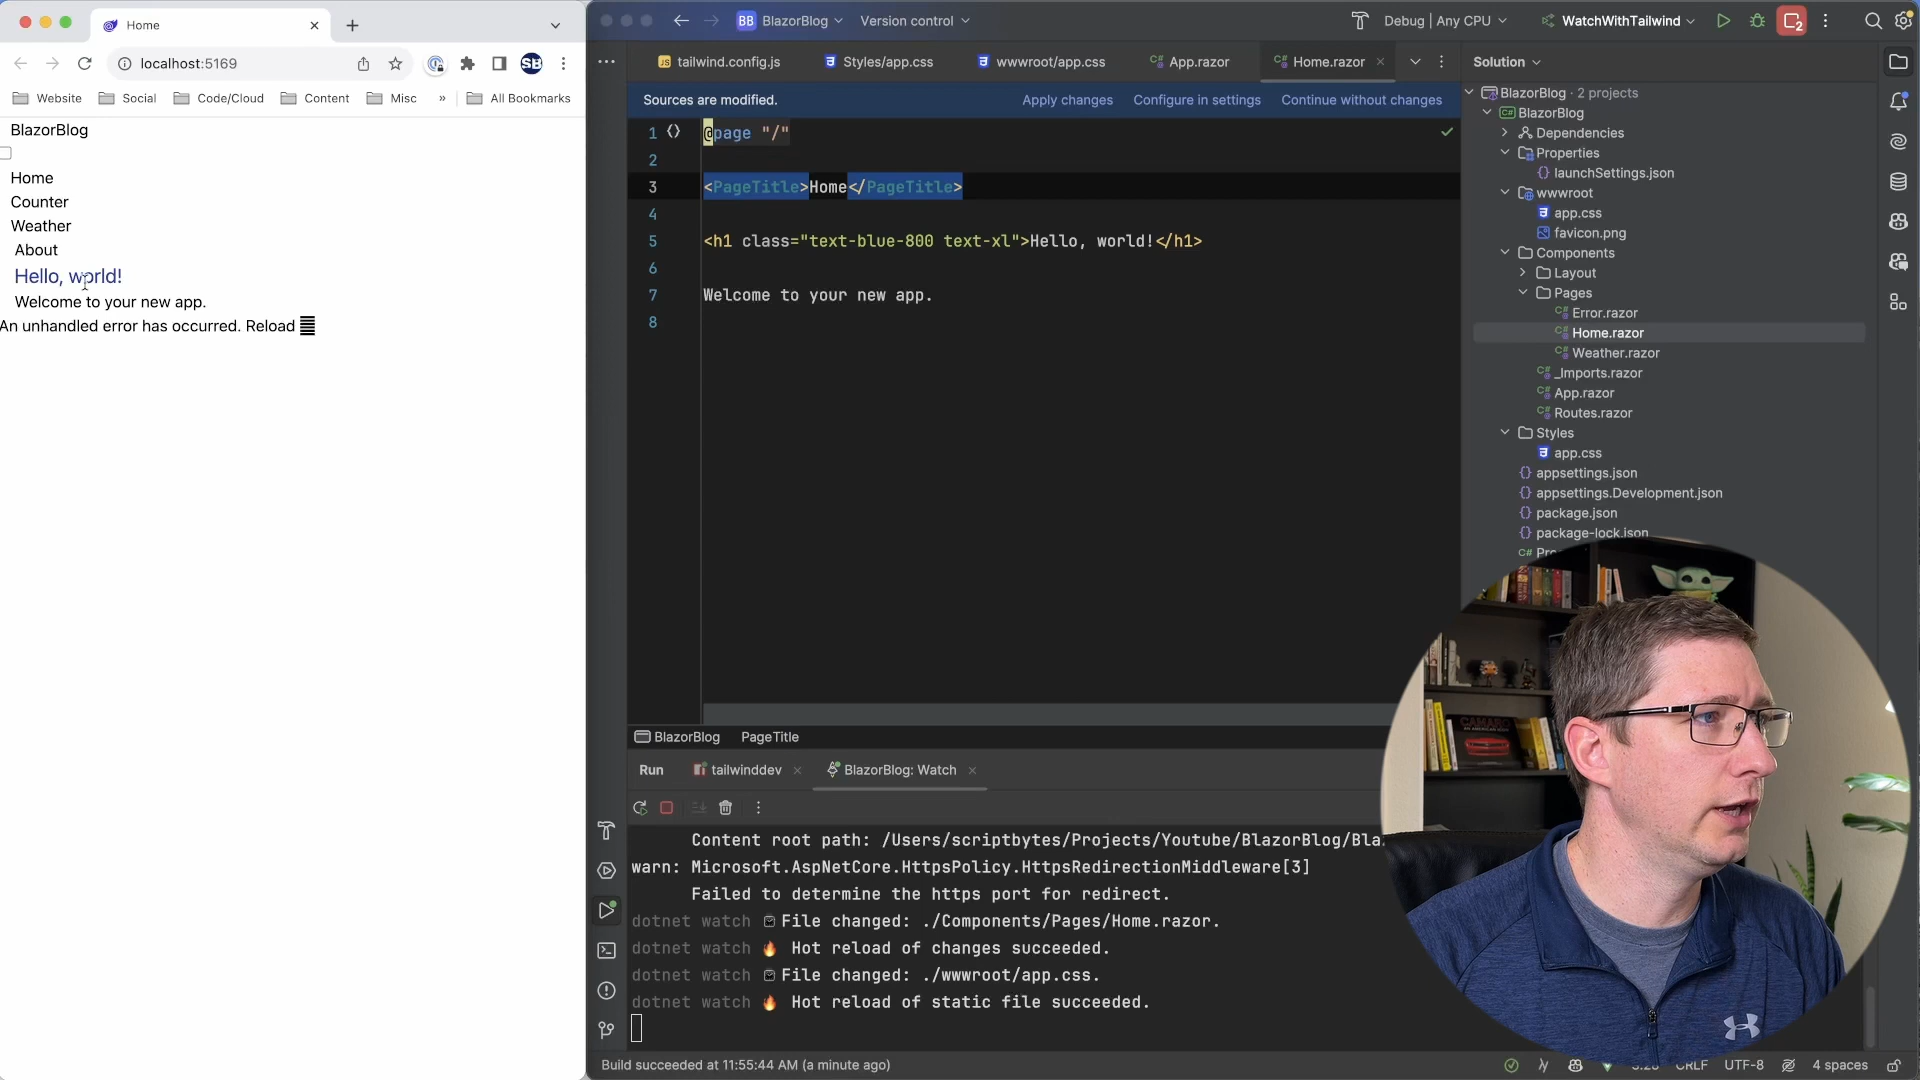 Home
localhost:5169
SB
Website
Social
Code/Cloud
Content
Misc
»
All Bookmarks
BlazorBlog
Home
Counter
Weather
About
Hello, world!
Welcome to your new app.
An unhandled error has occurred. Reload
BB BlazorBlog
Version control
Debug | Any CPU
WatchWithTailwind
2
JS tailwind.config.js
Styles/app.css
wwwroot/app.css
C# App.razor
C# Home.razor
Sources are modified.
Apply changes
Configure in settings
Continue without changes
1 @page "/"
2
3 <PageTitle>Home</PageTitle>
4
5 <h1 class="text-blue-800 text-xl">Hello, world!</h1>
6
7 Welcome to your new app.
8
BlazorBlog
PageTitle
Run
tailwinddev
BlazorBlog: Watch
Content root path: /Users/scriptbytes/Projects/Youtube/BlazorBlog/Bla
warn: Microsoft.AspNetCore.HttpsPolicy.HttpsRedirectionMiddleware[3]
Failed to determine the https port for redirect.
dotnet watch File changed: ./Components/Pages/Home.razor.
dotnet watch 🔥 Hot reload of changes succeeded.
dotnet watch File changed: ./wwwroot/app.css.
dotnet watch 🔥 Hot reload of static file succeeded.
Build succeeded at 11:55:44 AM (a minute ago)
CRLF
UTF-8
4 spaces
Solution
BlazorBlog · 2 projects
C# BlazorBlog
Dependencies
Properties
launchSettings.json
wwwroot
app.css
favicon.png
Components
Layout
Pages
C# Error.razor
C# Home.razor
C# Weather.razor
C# _Imports.razor
C# App.razor
C# Routes.razor
Styles
app.css
appsettings.json
appsettings.Development.json
package.json
package-lock.json
C# Pro
CAMARO